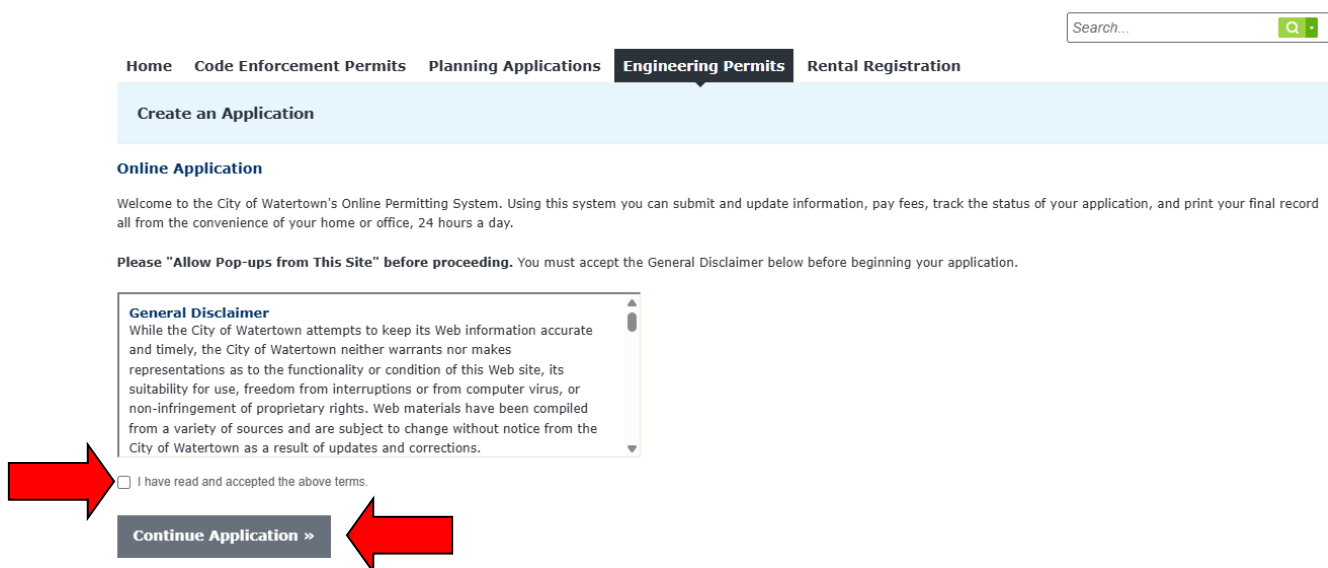 Search...
Home Code Enforcement Permits Planning Applications Engineering Permits Rental Registration
Create an Application
Online Application
Welcome to the City of Watertown's Online Permitting System. Using this system you can submit and update information, pay fees, track the status of your application, and print your final record
all from the convenience of your home or office, 24 hours a day.
Please "Allow Pop-ups from This Site" before proceeding. You must accept the General Disclaimer below before beginning your application.
General Disclaimer
While the City of Watertown attempts to keep its Web information accurate
and timely, the City of Watertown neither warrants nor makes
representations as to the functionality or condition of this Web site, its
suitability for use, freedom from interruptions or from computer virus, or
non-infringement of proprietary rights. Web materials have been compiled
from a variety of sources and are subject to change without notice from the
City of Watertown as a result of updates and corrections.
I have read and accepted the above terms.
Continue Application »